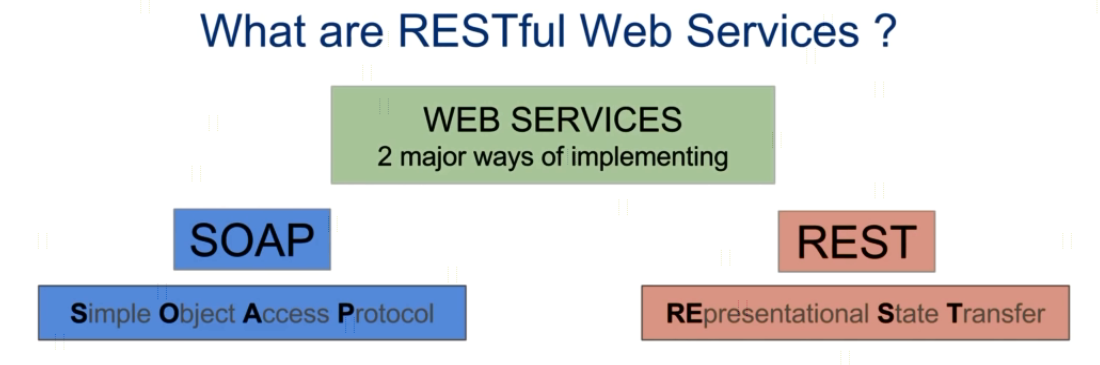 What are RESTful Web Services ?
WEB SERVICES
2 major ways of implementing
SOAP
Simple Object Access Protocol
REST
REpresentational State Transfer